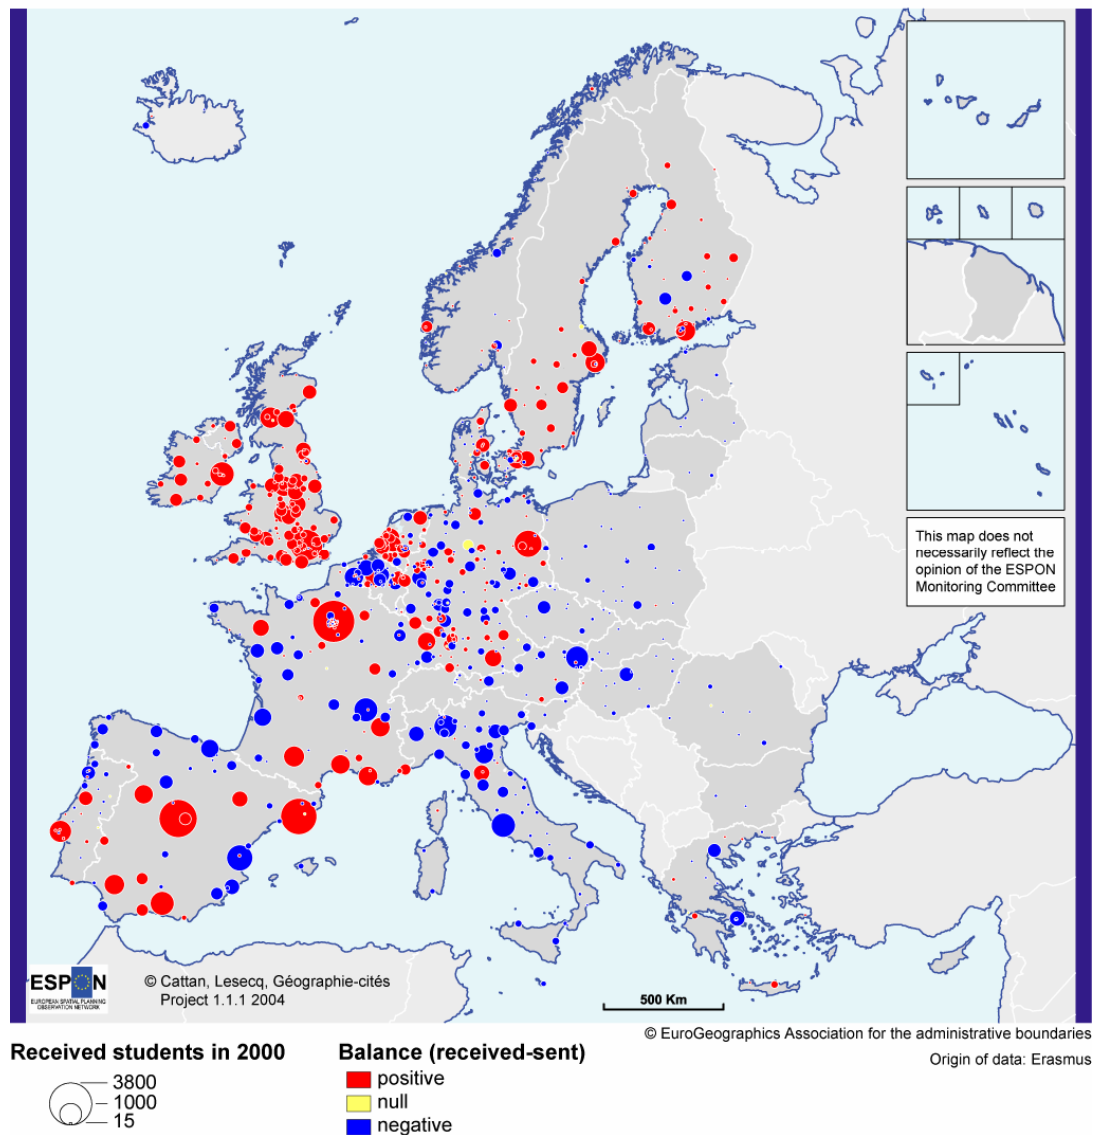 This map does not
necessarily reflect the
opinion of the ESPON
Monitoring Committee
ESPON
EUROPEAN SPATIAL PLANNING
OBSERVATION NETWORK
© Cattan, Lesecq, Géographie-cités
Project 1.1.1 2004
500 Km
© EuroGeographics Association for the administrative boundaries
Origin of data: Erasmus
Received students in 2000
3800
1000
15
Balance (received-sent)
positive
null
negative